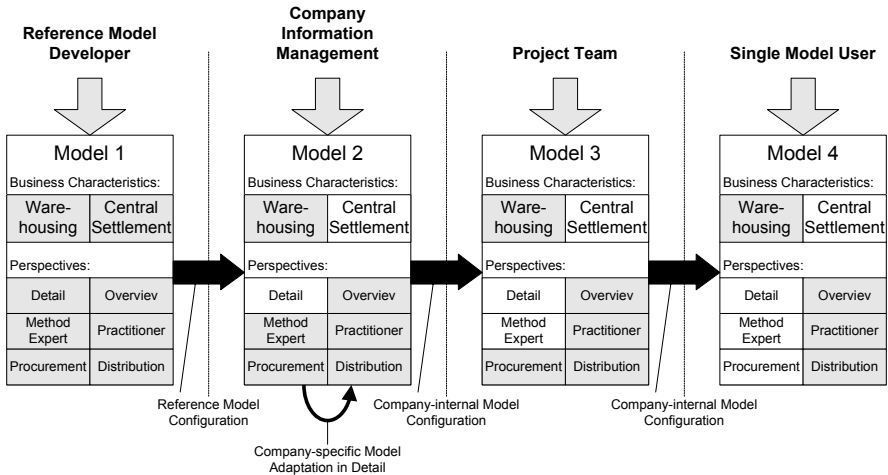 Reference Model
Developer
Company
Information
Management
Project Team
Single Model User
Model 1
Business Characteristics:
Ware-
housing
Central
Settlement
Perspectives:
Detail
Overviev
Method
Expert
Practitioner
Procurement
Distribution
Model 2
Business Characteristics:
Ware-
housing
Central
Settlement
Perspectives:
Detail
Overviev
Method
Expert
Practitioner
Procurement
Distribution
Model 3
Business Characteristics:
Ware-
housing
Central
Settlement
Perspectives:
Detail
Overviev
Method
Expert
Practitioner
Procurement
Distribution
Model 4
Business Characteristics:
Ware-
housing
Central
Settlement
Perspectives:
Detail
Overviev
Method
Expert
Practitioner
Procurement
Distribution
Reference Model
Configuration
Company-specific Model
Adaptation in Detail
Company-internal Model
Configuration
Company-internal Model
Configuration